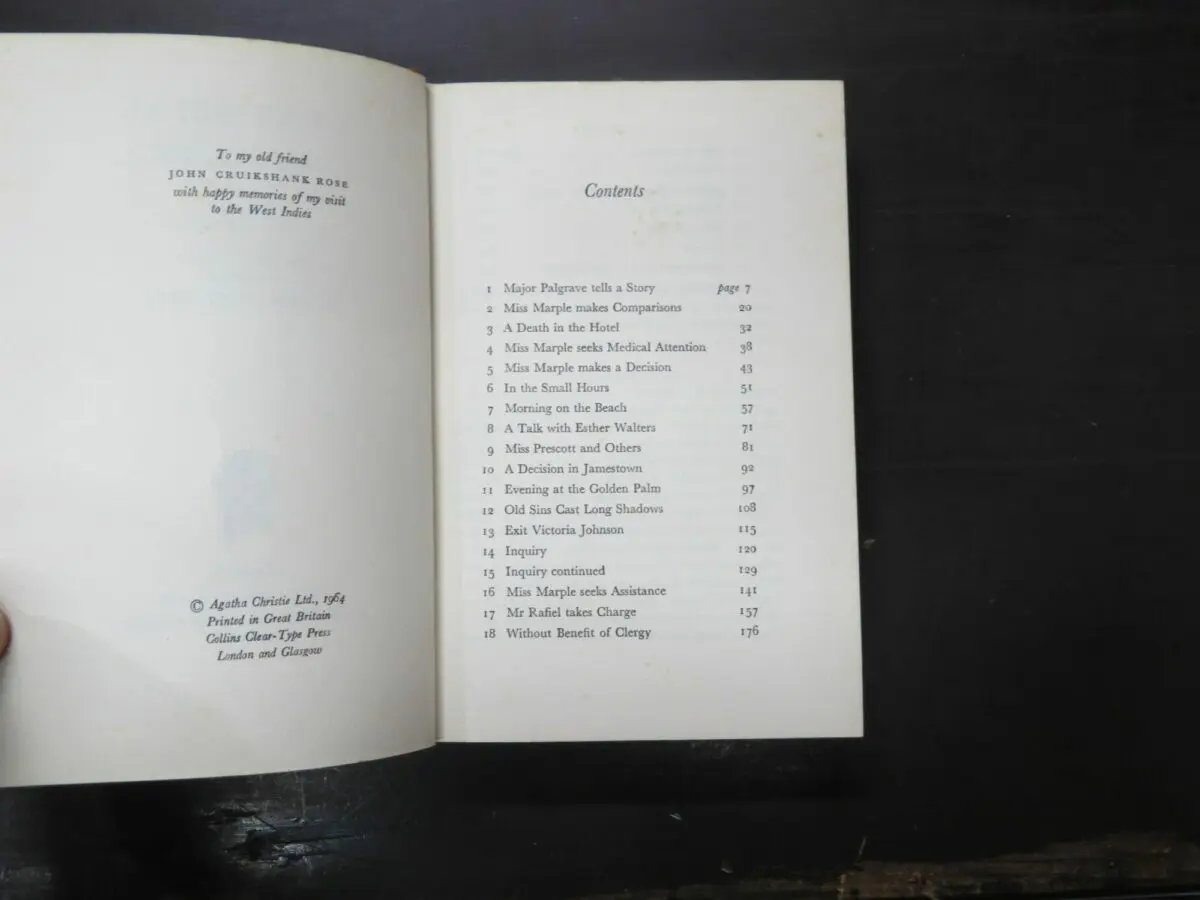 To my old friend
JOHN CRUIKSHANK ROSE
with happy memories of my visit
to the West Indies
© Agatha Christie Ltd., 1964
Printed in Great Britain
Collins Clear-Type Press
London and Glasgow
Contents
1 Major Palgrave tells a Story page 7
2 Miss Marple makes Comparisons 20
3 A Death in the Hotel 32
4 Miss Marple seeks Medical Attention 38
5 Miss Marple makes a Decision 43
6 In the Small Hours 51
7 Morning on the Beach 57
8 A Talk with Esther Walters 71
9 Miss Prescott and Others 81
10 A Decision in Jamestown 92
11 Evening at the Golden Palm 97
12 Old Sins Cast Long Shadows 108
13 Exit Victoria Johnson 115
14 Inquiry 120
15 Inquiry continued 129
16 Miss Marple seeks Assistance 141
17 Mr Rafiel takes Charge 157
18 Without Benefit of Clergy 176